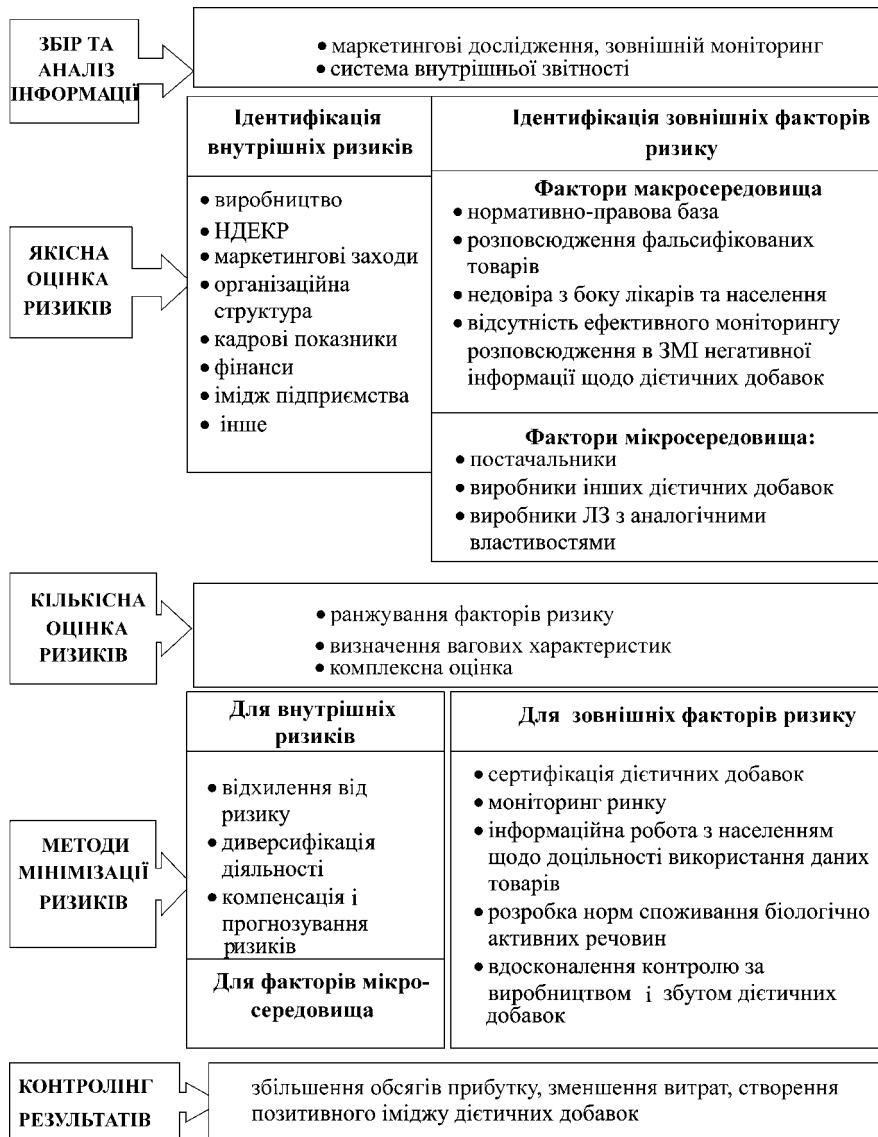 ЗБІР ТА
АНАЛІЗ
ІНФОРМАЦІЇ
• маркетингові дослідження, зовнішній моніторинг
• система внутрішньої звітності
ЯКІСНА
ОЦІНКА
РИЗИКІВ
Ідентифікація
внутрішніх ризиків
• виробництво
• НДЕКР
• маркетингові заходи
• організаційна
структура
• кадрові показники
• фінанси
• імідж підприємства
• інше
Ідентифікація зовнішніх факторів
ризику
Фактори макросередовища
• нормативно-правова база
• розповсюдження фальсифікованих
товарів
• недовіра з боку лікарів та населення
• відсутність ефективного моніторингу
розповсюдження в ЗМІ негативної
інформації щодо дієтичних добавок
Фактори мікросередовища:
• постачальники
• виробники інших дієтичних добавок
• виробники ЛЗ з аналогічними
властивостями
КІЛЬКІСНА
ОЦІНКА
РИЗИКІВ
• ранжування факторів ризику
• визначення вагових характеристик
• комплексна оцінка
МЕТОДИ
МІНІМІЗАЦІЇ
РИЗИКІВ
Для внутрішніх
ризиків
• відхилення від
ризику
• диверсифікація
діяльності
• компенсація і
прогнозування
ризиків
Для факторів мікро-
середовища
Для зовнішніх факторів ризику
• сертифікація дієтичних добавок
• моніторинг ринку
• інформаційна робота з населенням
щодо доцільності використання даних
товарів
• розробка норм споживання біологічно
активних речовин
• вдосконалення контролю за
виробництвом і збутом дієтичних
добавок
КОНТРОЛІНГ
РЕЗУЛЬТАТІВ
збільшення обсягів прибутку, зменшення витрат, створення
позитивного іміджу дієтичних добавок